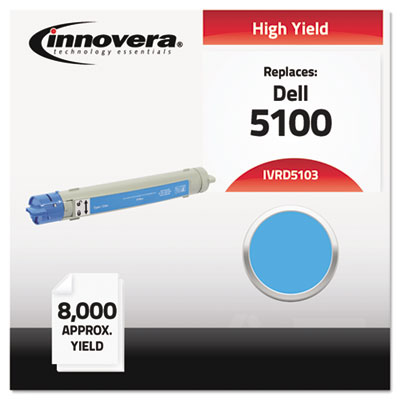 innovera®
technology essentials
High Yield
Replaces:
Dell
5100
IVRD5103
8,000
APPROX.
YIELD